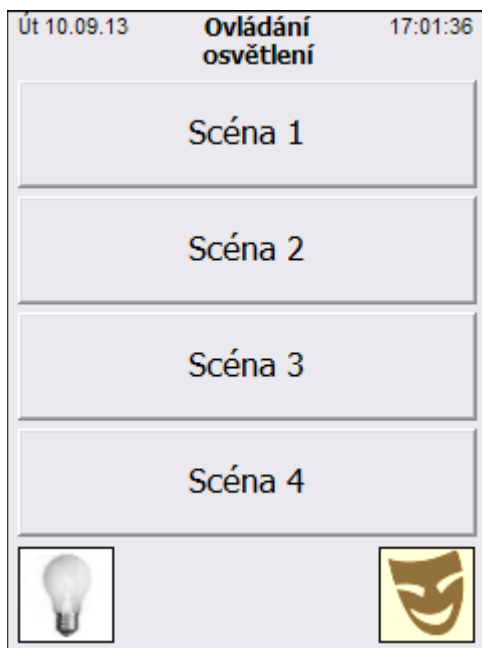 Út 10.09.13
Ovládání
osvětlení
17:01:36
Scéna 1
Scéna 2
Scéna 3
Scéna 4